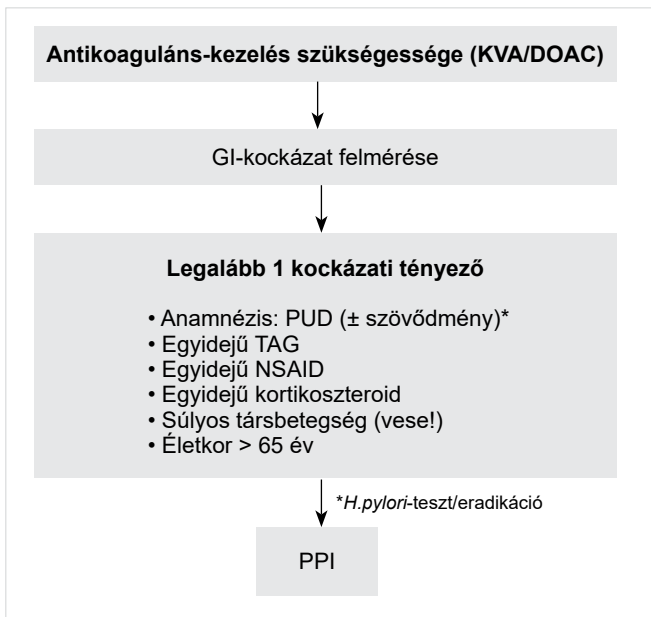 Antikoaguláns-kezelés szükségessége (KVA/DOAC)
GI-kockázat felmérése
Legalább 1 kockázati tényező
• Anamnézis: PUD (± szövődmény)*
• Egyidejű TAG
• Egyidejű NSAID
• Egyidejű kortikoszteroid
• Súlyos társbetegség (vese!)
• Életkor > 65 év
*H.pylori-teszt/eradikáció
PPI